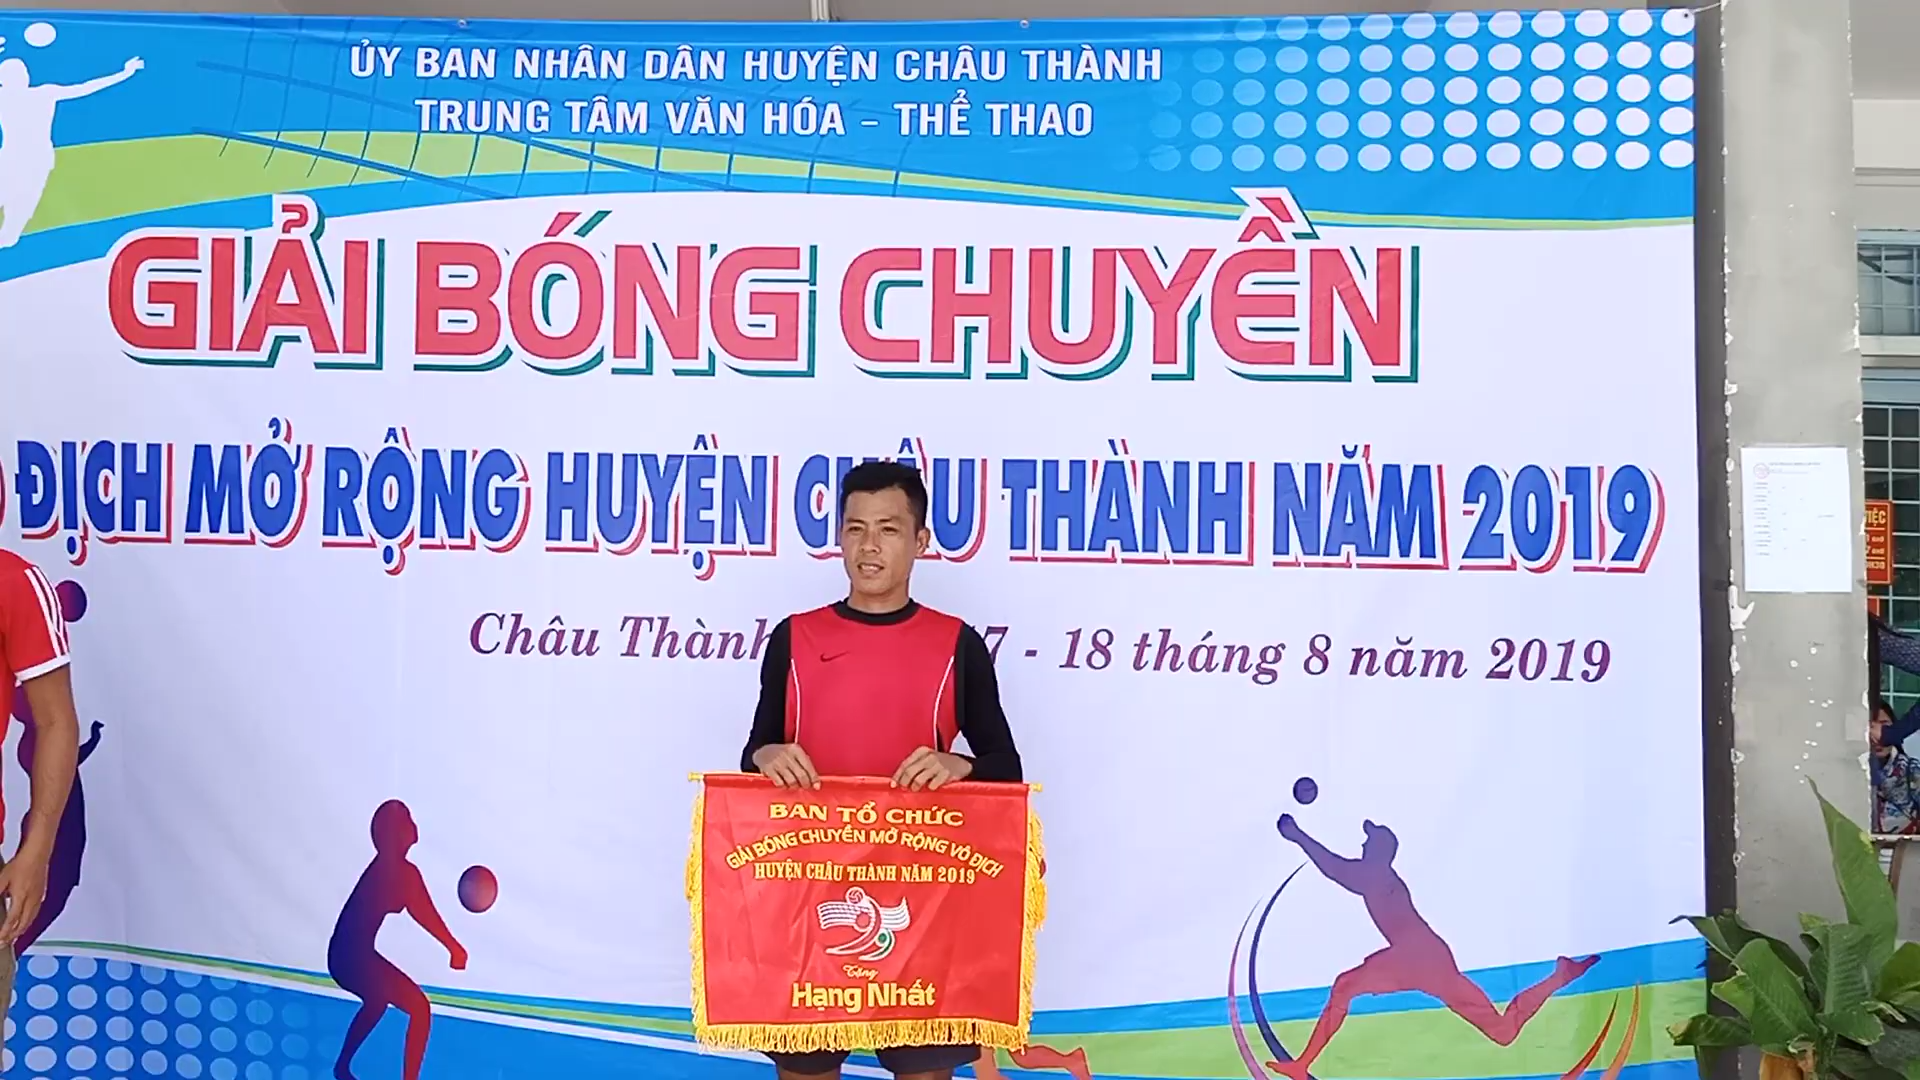 ỦY BAN NHÂN DÂN HUYỆN CHÂU THÀNH
TRUNG TÂM VĂN HÓA - THỂ THAO
GIẢI BÓNG CHUYỀN
ĐỊCH MỞ RỘNG HUYỆN CHÂU THÀNH NĂM 2019
Châu Thành 7 - 18 tháng 8 năm 2019
BAN TỔ CHỨC
GIẢI BÓNG CHUYỀN MỞ RỘNG VÔ ĐỊCH
HUYỆN CHÂU THÀNH NĂM 2019
Tặng
Hạng Nhất